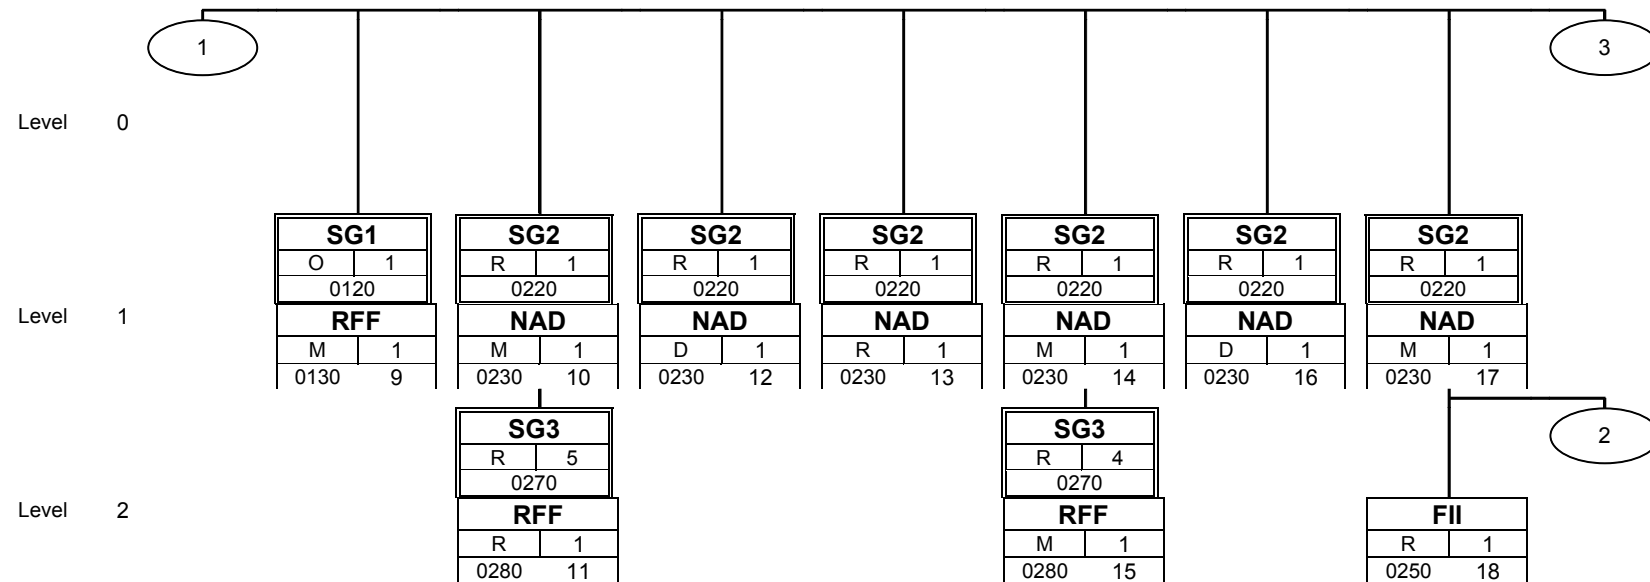 1 3
Level 0
SG1 SG2 SG2 SG2 SG2 SG2 SG2
O 1 R 1 R 1 R 1 R 1 R 1 R 1
0120 0220 0220 0220 0220 0220 0220
Level 1 RFF NAD NAD NAD NAD NAD NAD
M 1 M 1 D 1 R 1 M 1 D 1 M 1
0130 9 0230 10 0230 12 0230 13 0230 14 0230 16 0230 17
SG3 SG3 2
R 5 R 4
0270 0270
Level 2 RFF RFF FII
R 1 M 1 R 1
0280 11 0280 15 0250 18